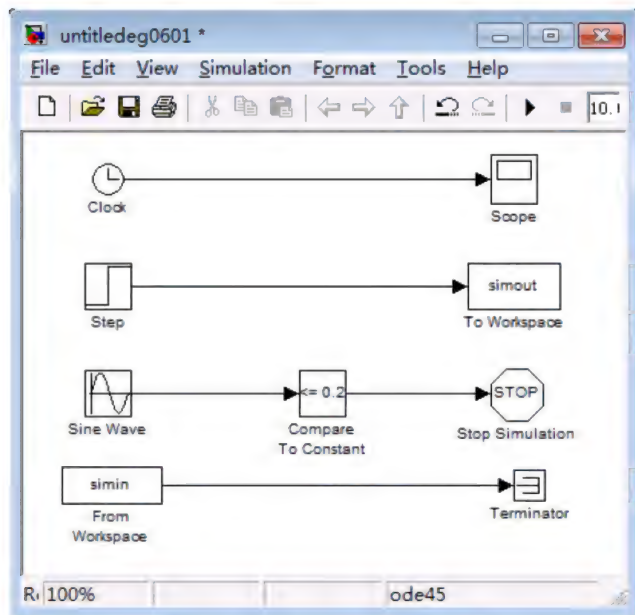 untitledeg0601 *
File Edit View Simulation Format Tools Help
10.
Clock
Scope
Step
simout
To Workspace
Sine Wave
<= 0.2
Compare
To Constant
STOP
Stop Simulation
simin
From
Workspace
Terminator
100%
ode45